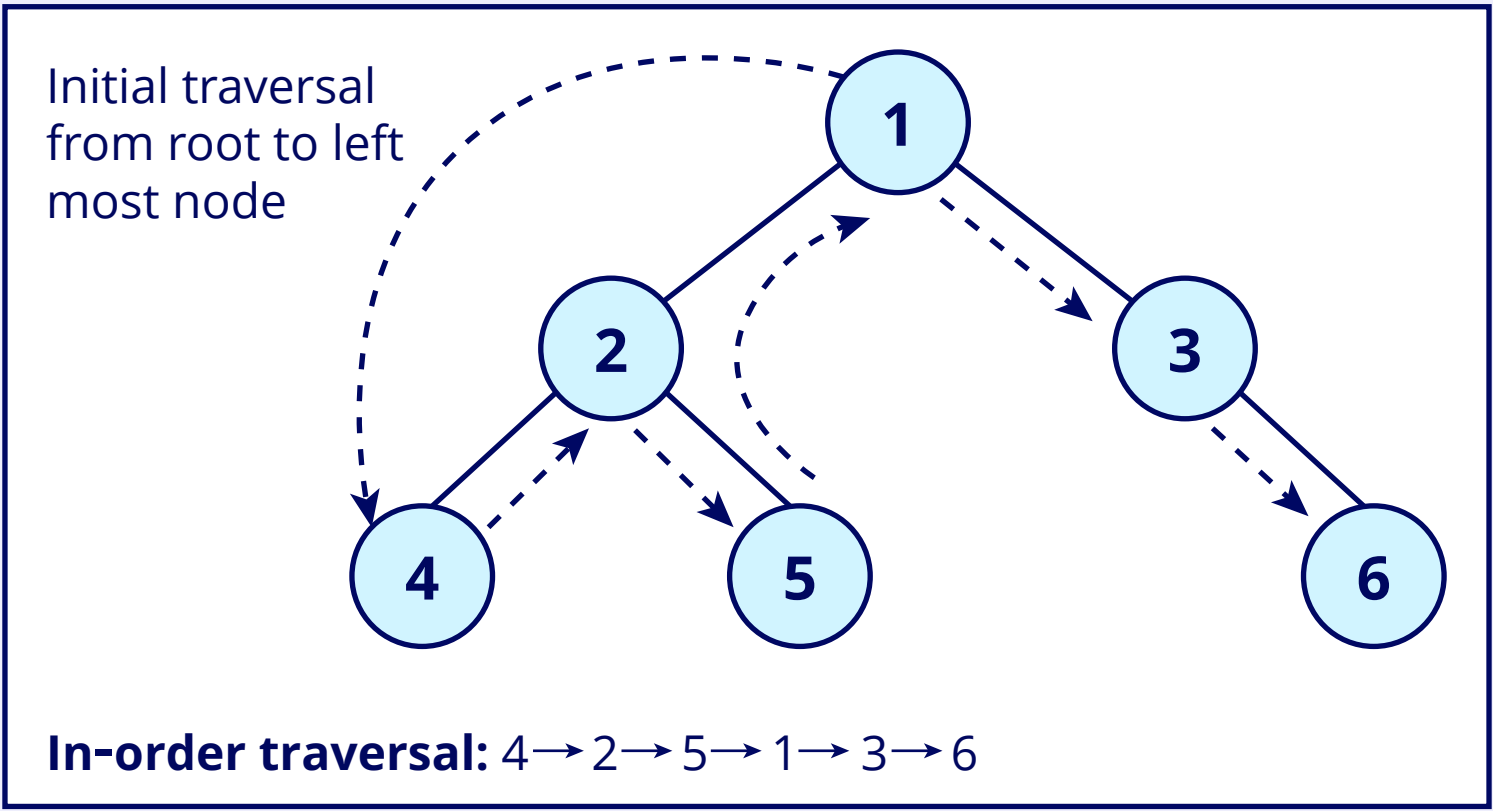 Initial traversal
from root to left
most node
1
2
3
4
5
6
In-order traversal: 4→2→5→1→3→6